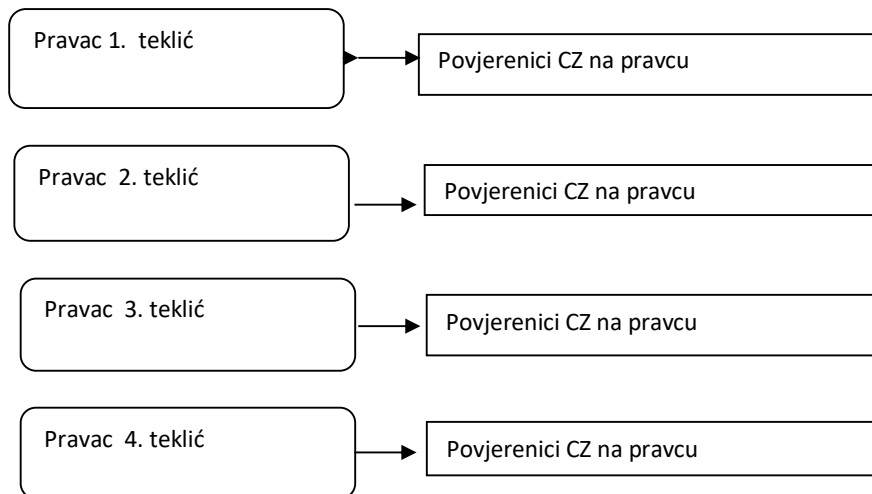 Pravac 1.  teklić
Povjerenici CZ na pravcu
Pravac  2. teklić
Povjerenici CZ na pravcu
Pravac  3. teklić
Povjerenici CZ na pravcu
Pravac  4. teklić
Povjerenici CZ na pravcu